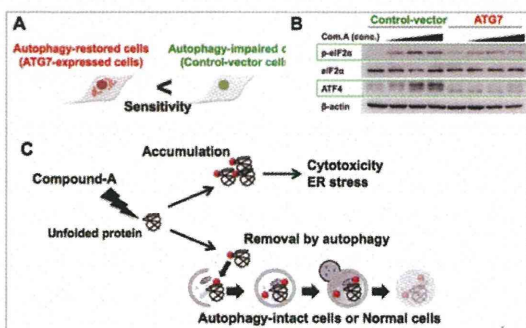 A
Autophagy-restored cells
(ATG7-expressed cells)
<
Autophagy-impaired c
(Control-vector cells
Sensitivity
B
Control-vector
ATG7
Com.A (conc.)
p-eIF2α
eIF2α
ATF4
β-actin
C
Accumulation
Compound-A
Cytotoxicity
ER stress
Unfolded protein
Removal by autophagy
Autophagy-intact cells or Normal cells